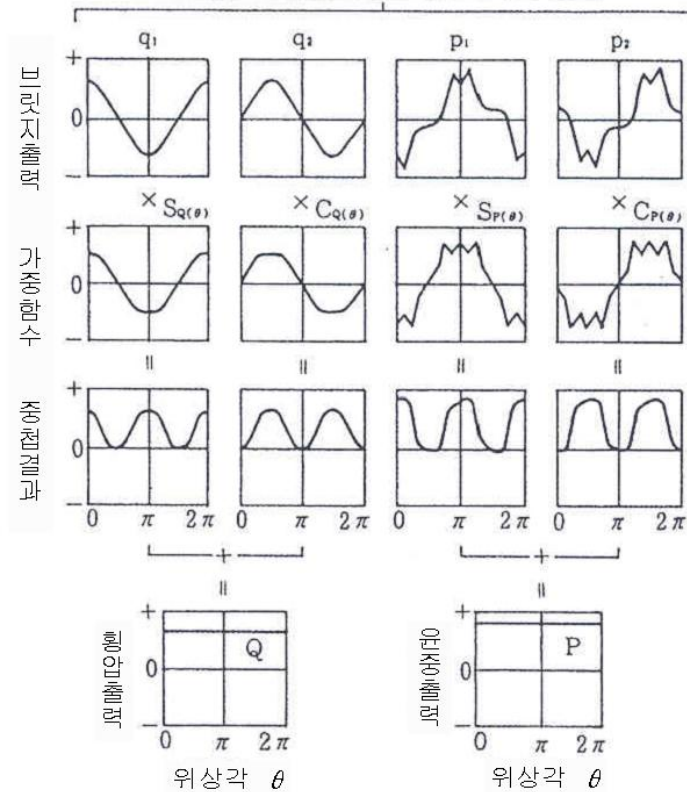 q₁ q₂ p₁ p₂
브릿지출력
+
0
−
× S_Q(θ) × C_Q(θ) × S_P(θ) × C_P(θ)
가중함수
+
0
−
= = = =
중첩결과
+
0
−
0 π 2π 0 π 2π 0 π 2π 0 π 2π
+ +
= =
횡압출력
+
0
−
Q
0 π 2π
위상각 θ
윤중출력
+
0
−
P
0 π 2π
위상각 θ